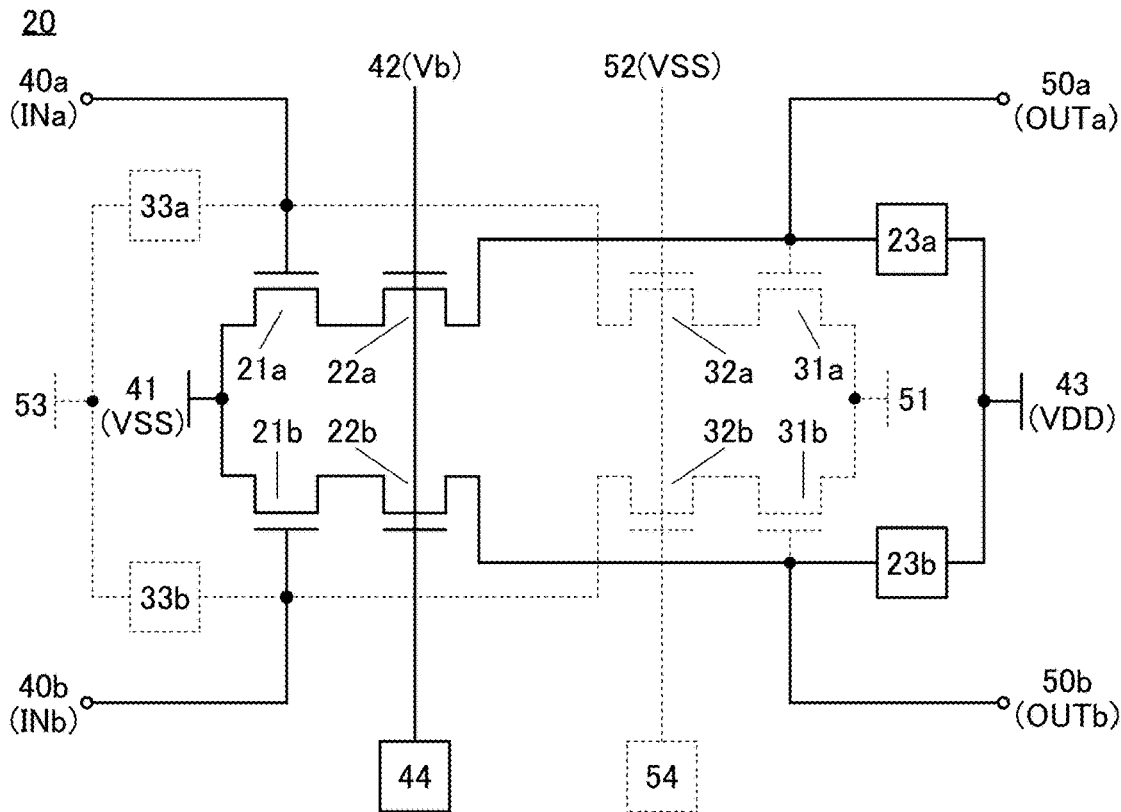 20
42(Vb)
52(VSS)
40a
(INa)
50a
(OUTa)
33a
23a
21a
22a
32a
31a
53
41
(VSS)
51
43
(VDD)
21b
22b
32b
31b
33b
23b
40b
(INb)
50b
(OUTb)
44
54